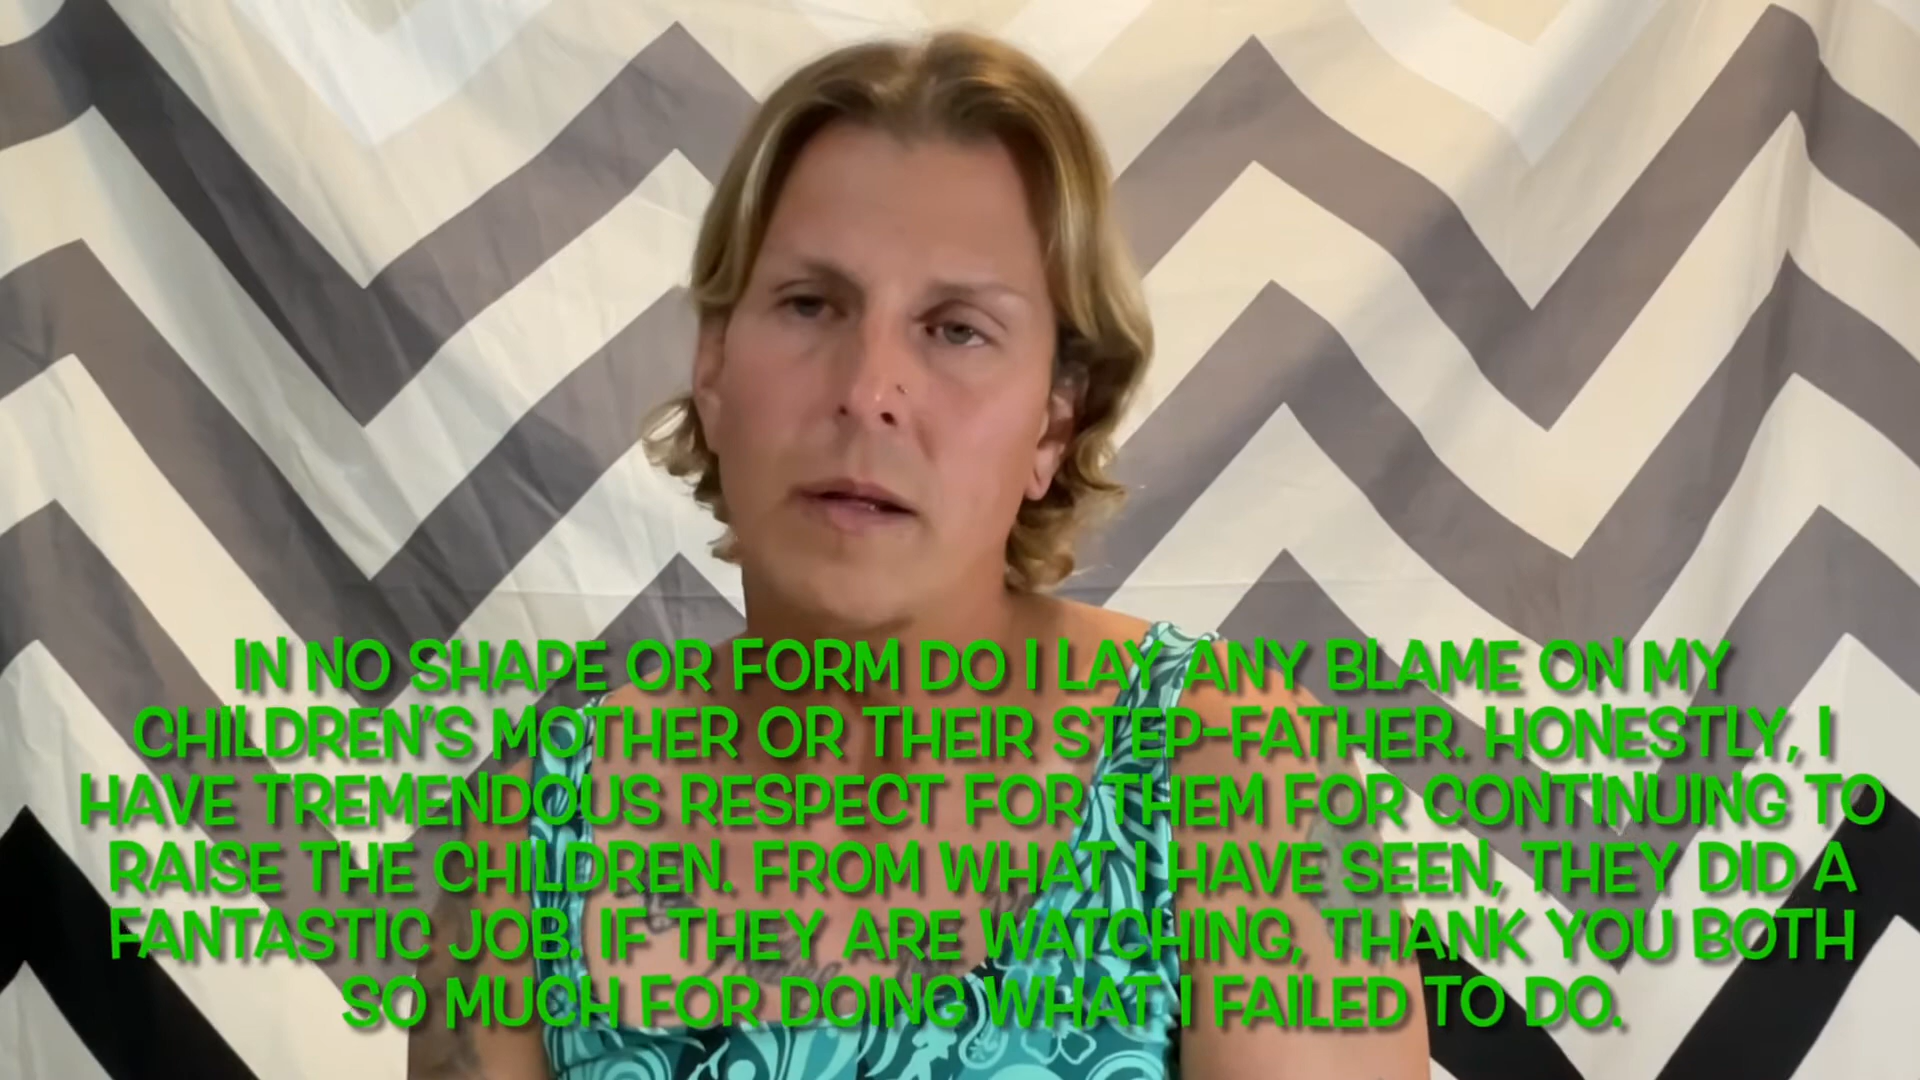 IN NO SHAPE OR FORM DO I LAY ANY BLAME ON MY
CHILDREN'S MOTHER OR THEIR STEP-FATHER. HONESTLY, I
HAVE TREMENDOUS RESPECT FOR THEM FOR CONTINUING TO
RAISE THE CHILDREN. FROM WHAT I HAVE SEEN, THEY DID A
FANTASTIC JOB. IF THEY ARE WATCHING, THANK YOU BOTH
SO MUCH FOR DOING WHAT I FAILED TO DO.